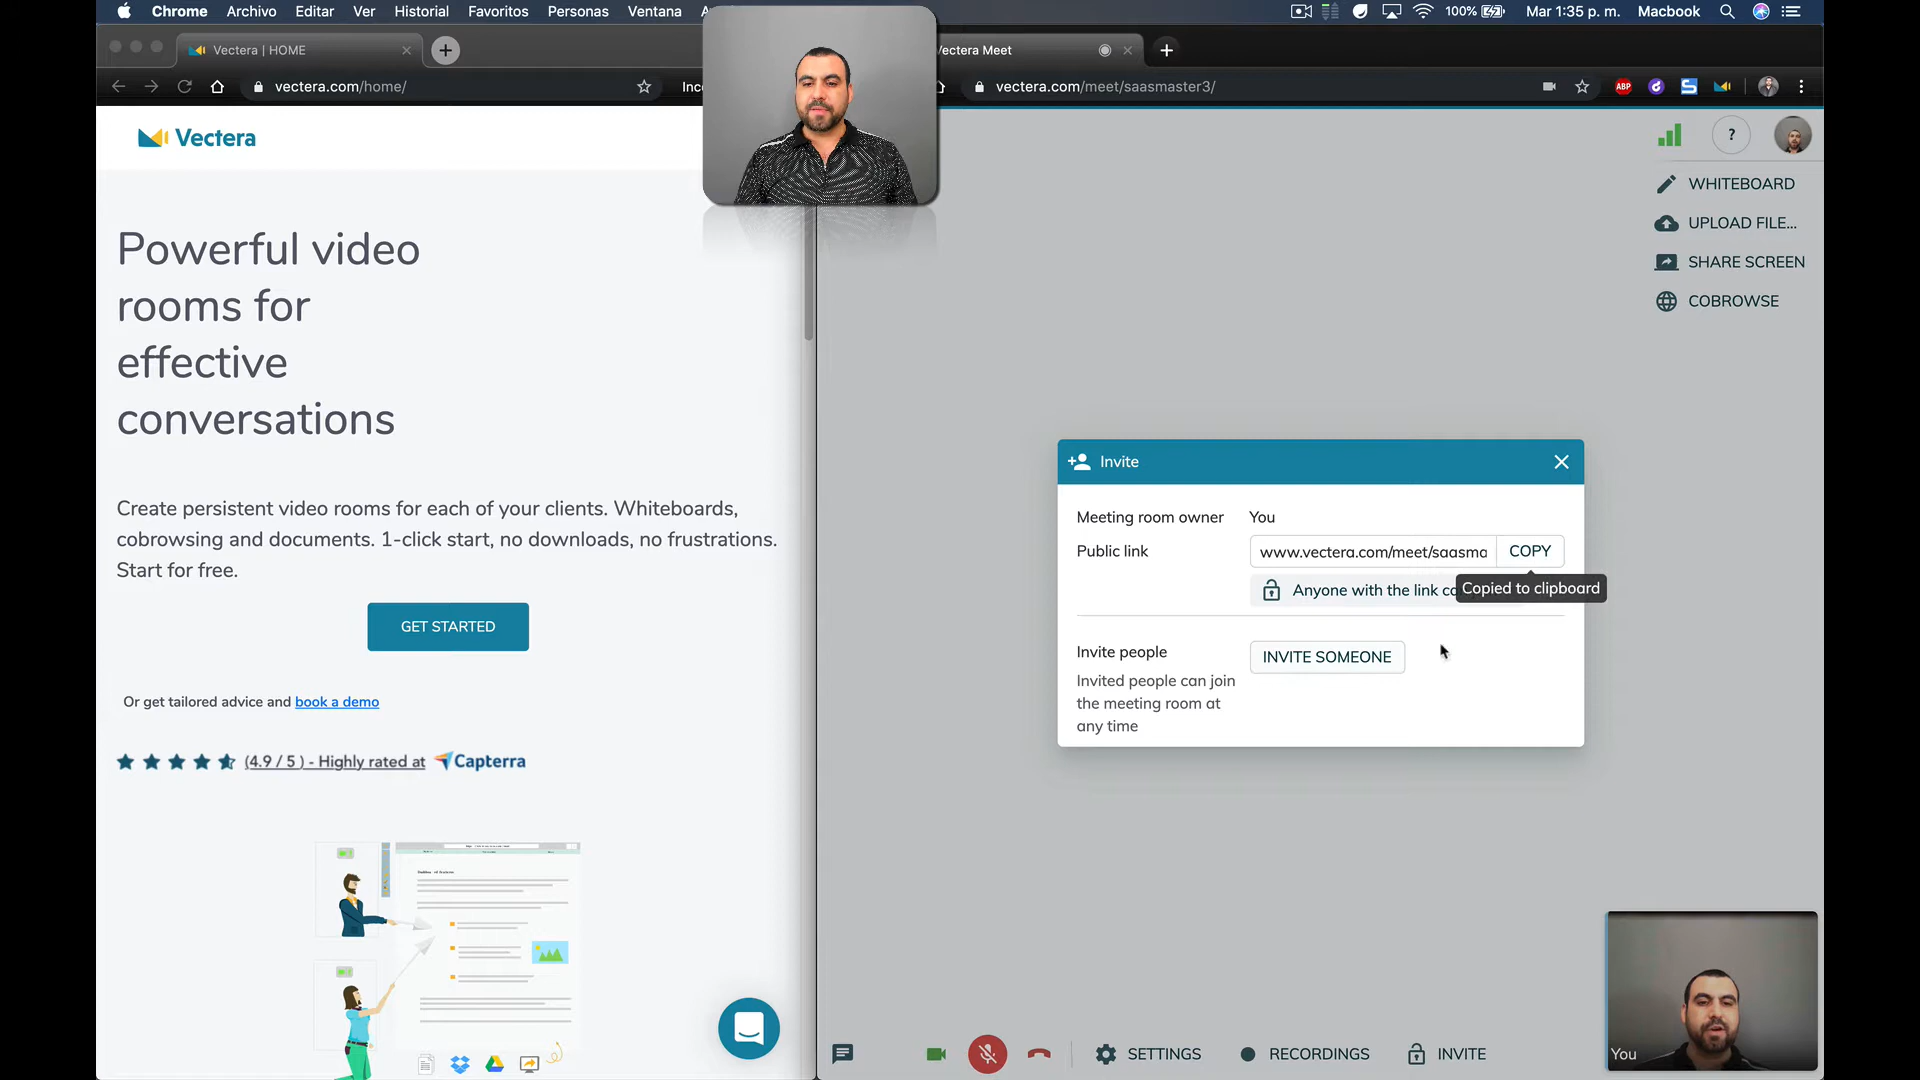 Chrome Archivo Editar Ver Historial Favoritos Personas Ventana
100% Mar 1:35 p. m. Macbook
Vectera | HOME
Vectera Meet
vectera.com/home/
vectera.com/meet/saasmaster3/
ABP
Vectera
Powerful video
rooms for
effective
conversations
Create persistent video rooms for each of your clients. Whiteboards,
cobrowsing and documents. 1-click start, no downloads, no frustrations.
Start for free.
GET STARTED
Or get tailored advice and book a demo
(4.9 / 5 ) - Highly rated at Capterra
?
WHITEBOARD
UPLOAD FILE...
SHARE SCREEN
COBROWSE
Invite
Meeting room owner You
Public link www.vectera.com/meet/saasma COPY
Anyone with the link
Copied to clipboard
Invite people INVITE SOMEONE
Invited people can join
the meeting room at
any time
SETTINGS RECORDINGS INVITE
You